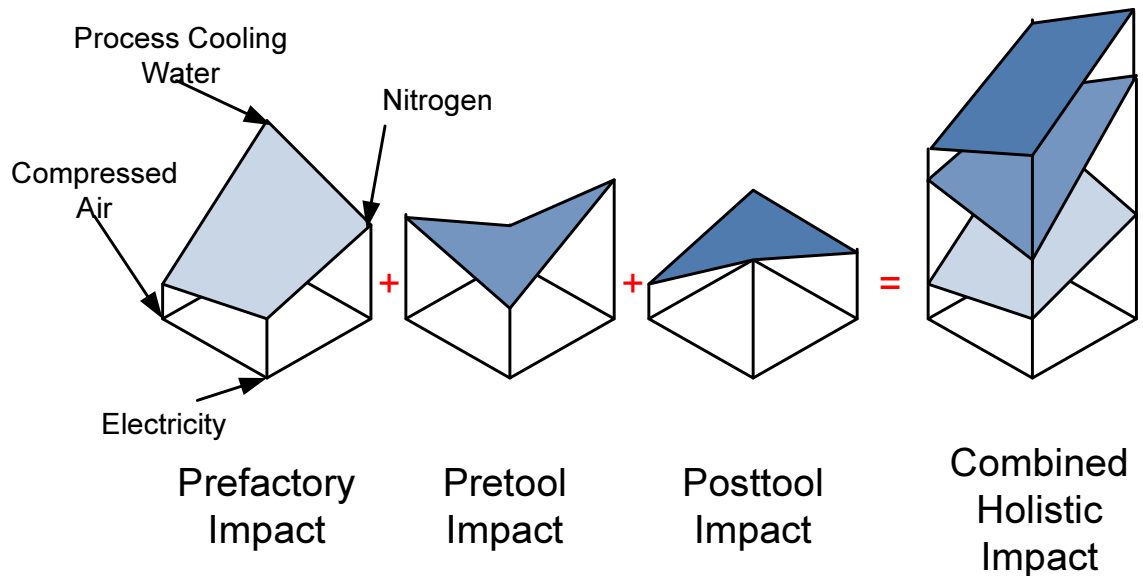 Process Cooling
Water
Nitrogen
Compressed
Air
+
+
=
Electricity
Prefactory
Impact
Pretool
Impact
Posttool
Impact
Combined
Holistic
Impact